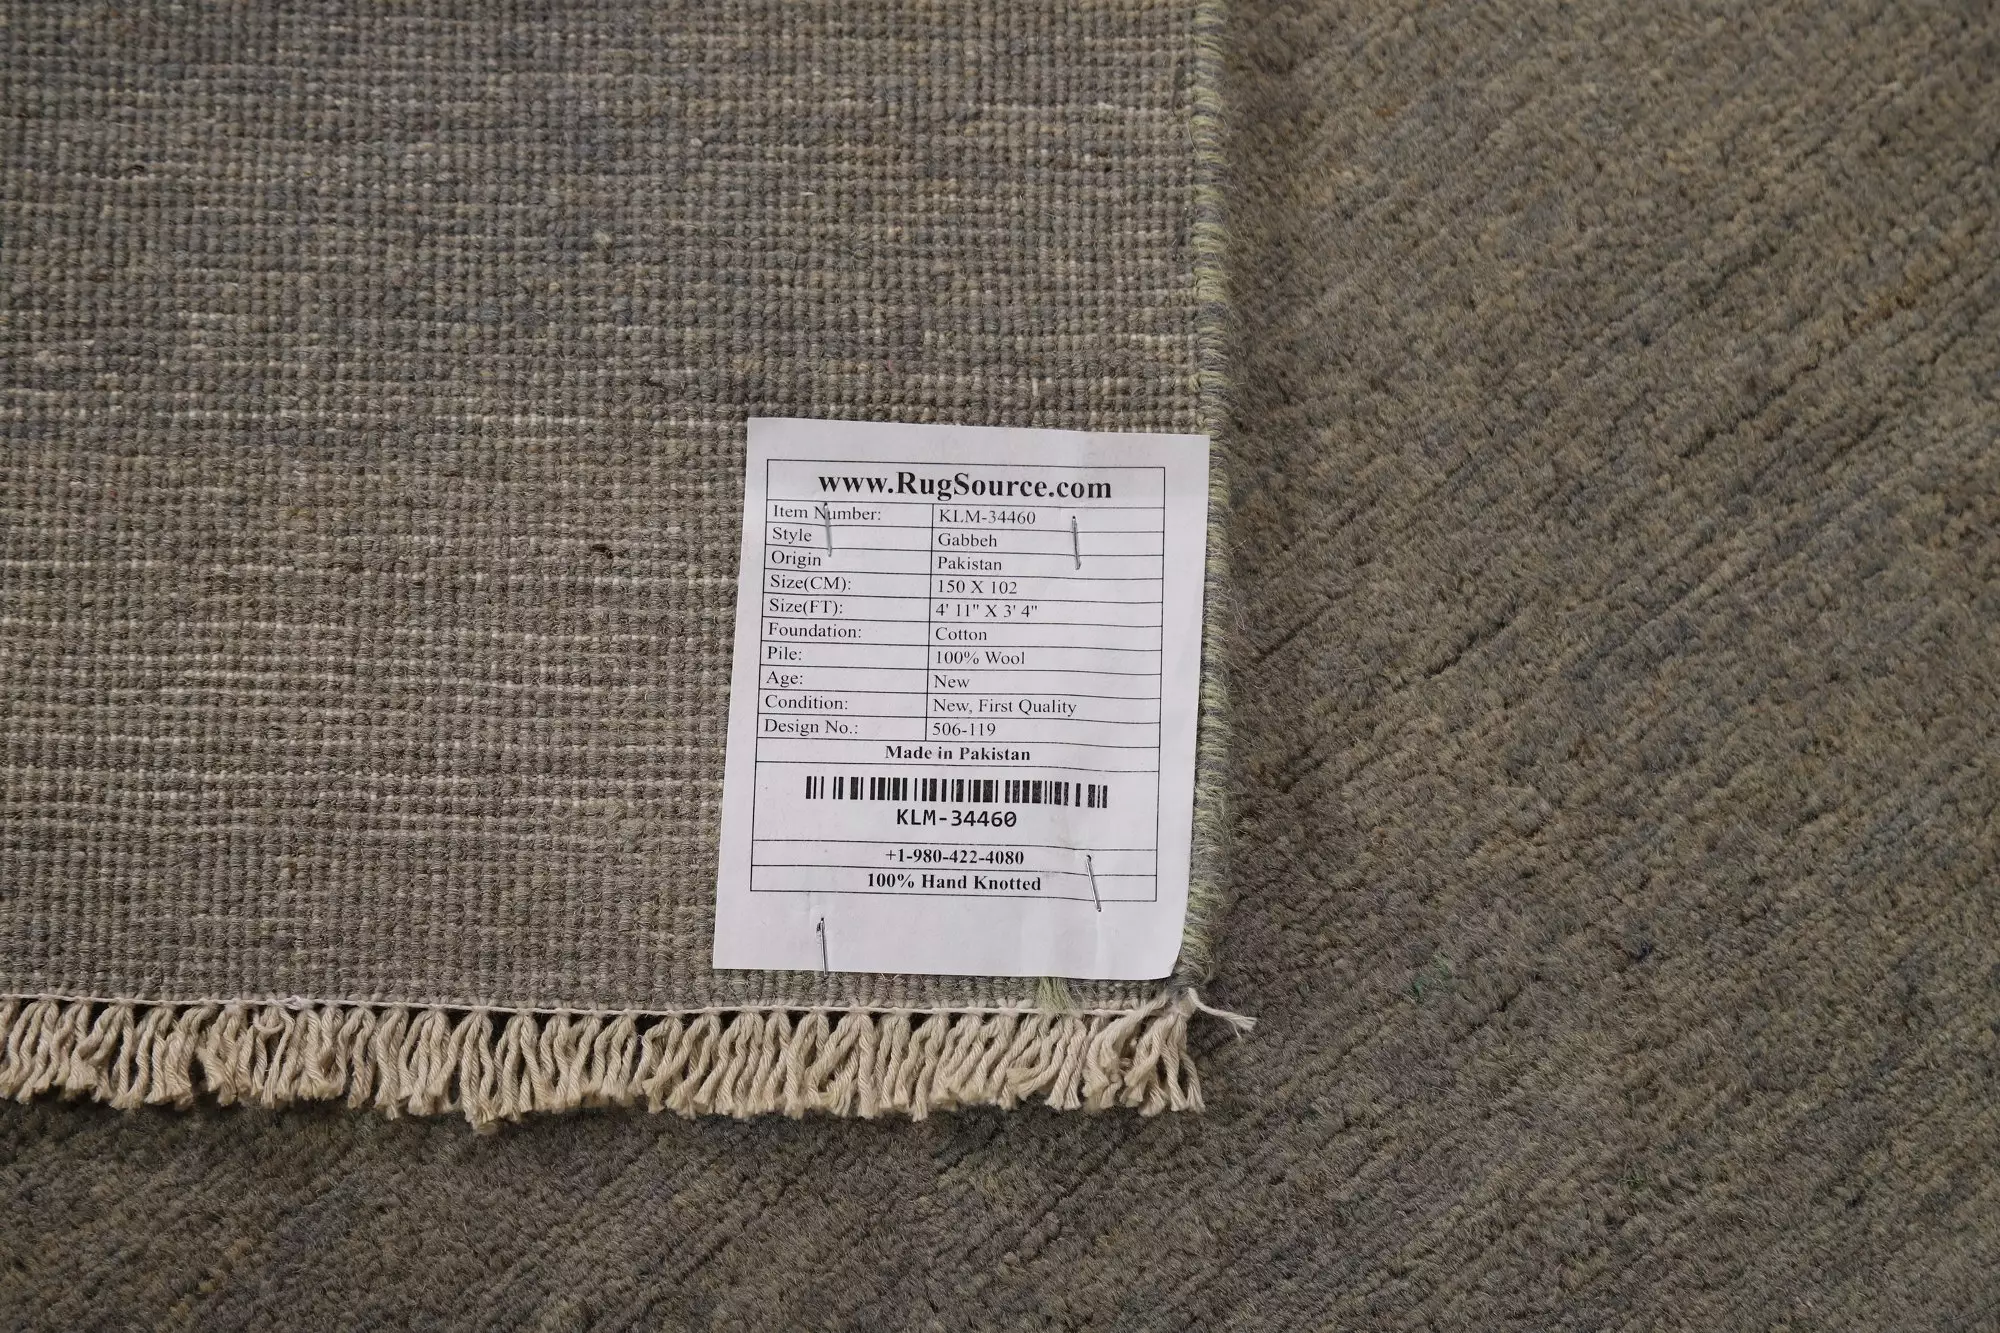 www.RugSource.com
Item Number: KLM-34460
Style Gabbeh
Origin Pakistan
Size(CM): 150 X 102
Size(FT): 4' 11" X 3' 4"
Foundation: Cotton
Pile: 100% Wool
Age: New
Condition: New, First Quality
Design No.: 506-119
Made in Pakistan
KLM-34460
+1-980-422-4080
100% Hand Knotted